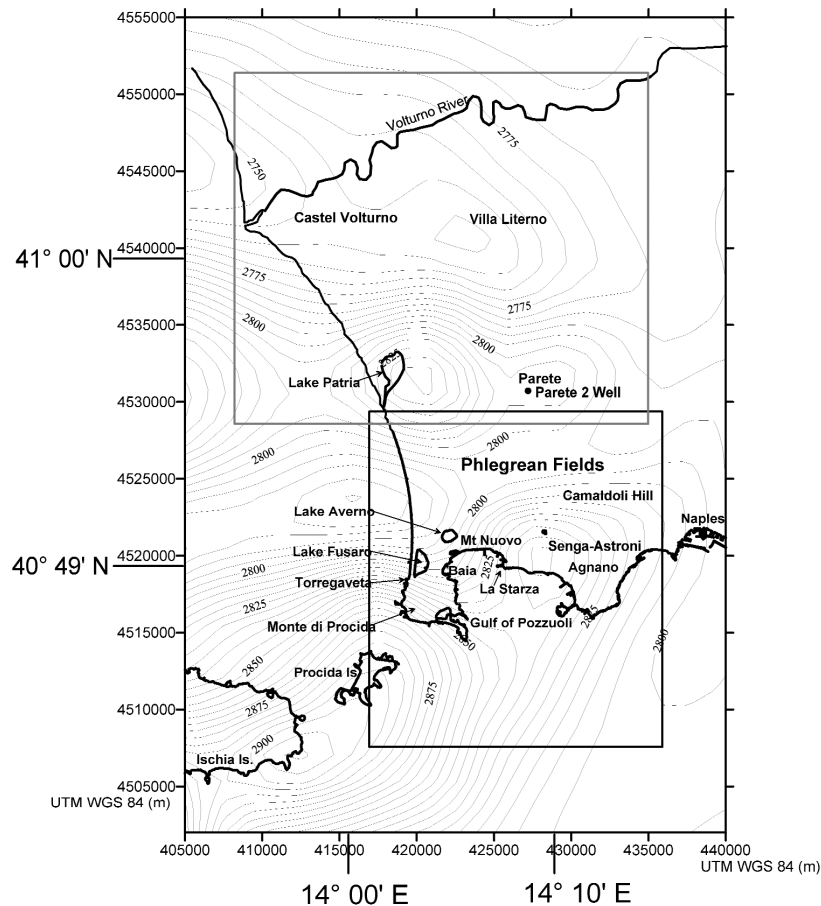 4555000
4550000
Volturno River
2775
4545000
2750
Castel Volturno
Villa Literno
4540000
41° 00' N
2775
2775
4535000
2800
2800
2825
Lake Patria
Parete
Parete 2 Well
4530000
2800
2800
Phlegrean Fields
4525000
Camaldoli Hill
2800
Lake Averno
Naples
Mt Nuovo
4520000
Lake Fusaro
Senga-Astroni
40° 49' N
2800
Baia
2825
Agnano
Torregaveta
La Starza
2825
Monte di Procida
Gulf of Pozzuoli
2825
4515000
2850
2800
2850
Procida Is.
2875
4510000
2875
2900
Ischia Is.
4505000
UTM WGS 84 (m)
405000 410000 415000 420000 425000 430000 435000 440000
UTM WGS 84 (m)
14° 00' E
14° 10' E